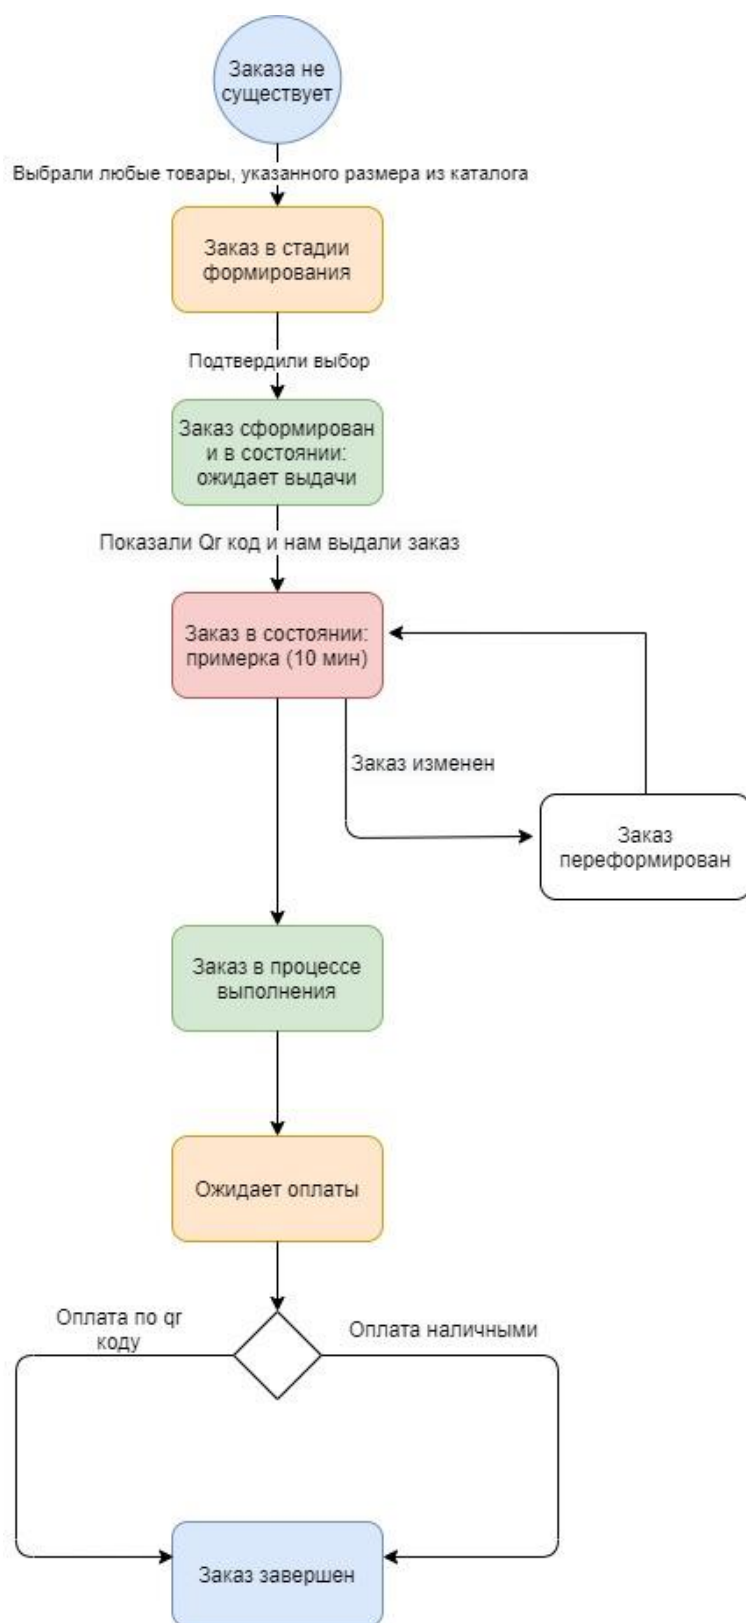 Заказа не
существует
Выбрали любые товары, указанного размера из каталога
Заказ в стадии
формирования
Подтвердили выбор
Заказ сформирован
и в состоянии:
ожидает выдачи
Показали Qr код и нам выдали заказ
Заказ в состоянии:
примерка (10 мин)
Заказ изменен
Заказ
переформирован
Заказ в процессе
выполнения
Ожидает оплаты
Оплата по qr
коду
Оплата наличными
Заказ завершен